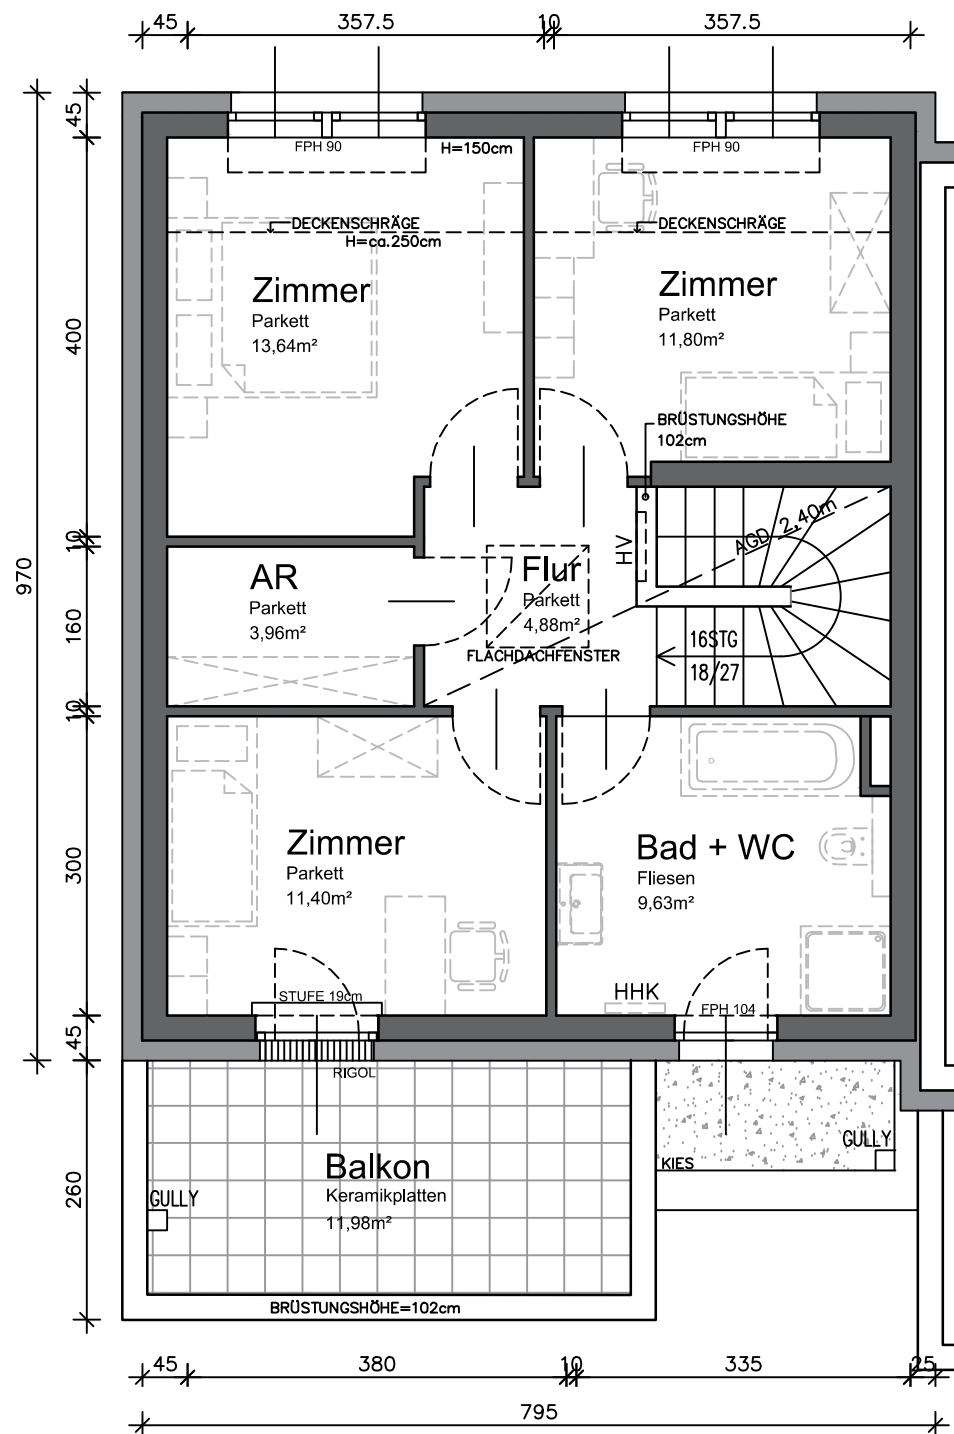 45
357.5
10
357.5
45
FPH 90
H=150cm
FPH 90
DECKENSCHRÄGE
H=ca.250cm
DECKENSCHRÄGE
Zimmer
Parkett
13,64m²
Zimmer
Parkett
11,80m²
400
BRÜSTUNGSHÖHE
102cm
10
970
AGD 2,40m
HV
AR
Parkett
3,96m²
Flur
Parkett
4,88m²
FLACHDACHFENSTER
160
16STG
18/27
10
Zimmer
Parkett
11,40m²
Bad + WC
Fliesen
9,63m²
300
STUFE 19cm
HHK
FPH 104
45
RIGOL
GULLY
KIES
Balkon
Keramikplatten
11,98m²
GULLY
260
BRÜSTUNGSHÖHE=102cm
45
380
10
335
25
795